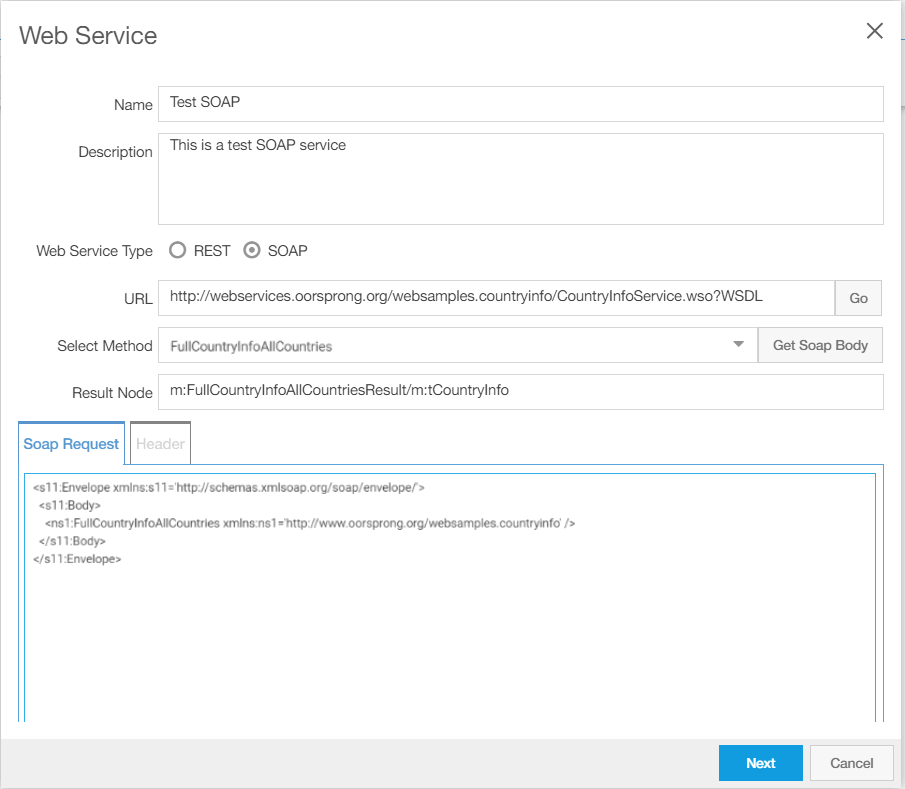 Web Service
Name
Test SOAP
Description
This is a test SOAP service
Web Service Type
REST
SOAP
URL
http://webservices.oorsprong.org/websamples.countryinfo/CountryInfoService.wso?WSDL
Go
Select Method
FullCountryInfoAllCountries
Get Soap Body
Result Node
m:FullCountryInfoAllCountriesResult/m:tCountryInfo
Soap Request
Header
<s11:Envelope xmlns:s11='http://schemas.xmlsoap.org/soap/envelope/'>
  <s11:Body>
    <ns1:FullCountryInfoAllCountries xmlns:ns1='http://www.oorsprong.org/websamples.countryinfo' />
  </s11:Body>
</s11:Envelope>
Next
Cancel